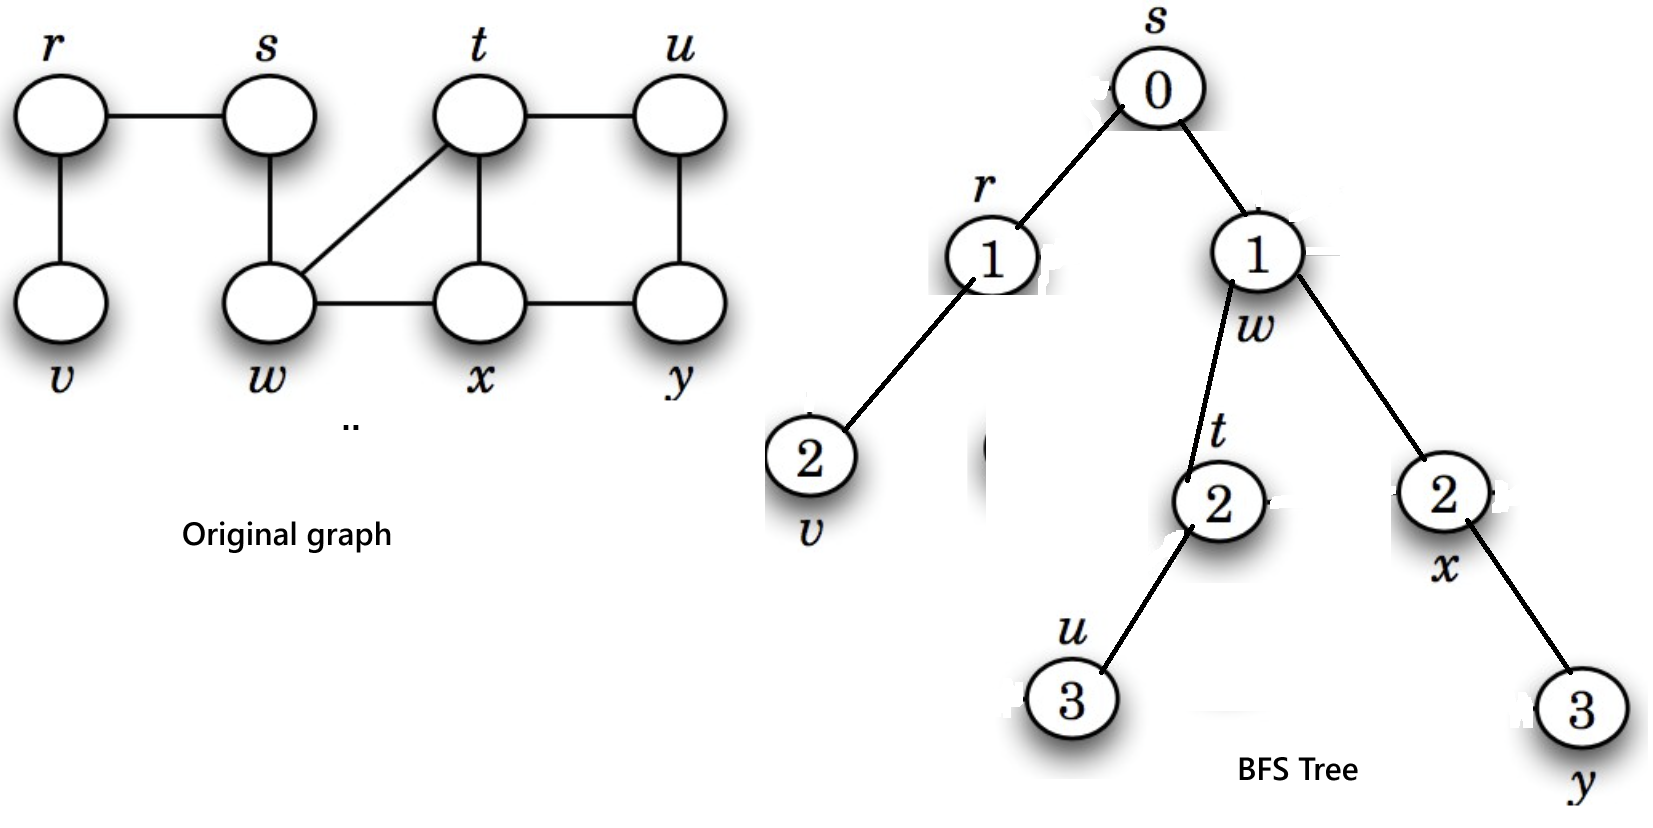 r s t u
v w x y
..
Original graph
s
0
r
1
1
w
2
v
t
2
2
x
u
3
3
y
BFS Tree